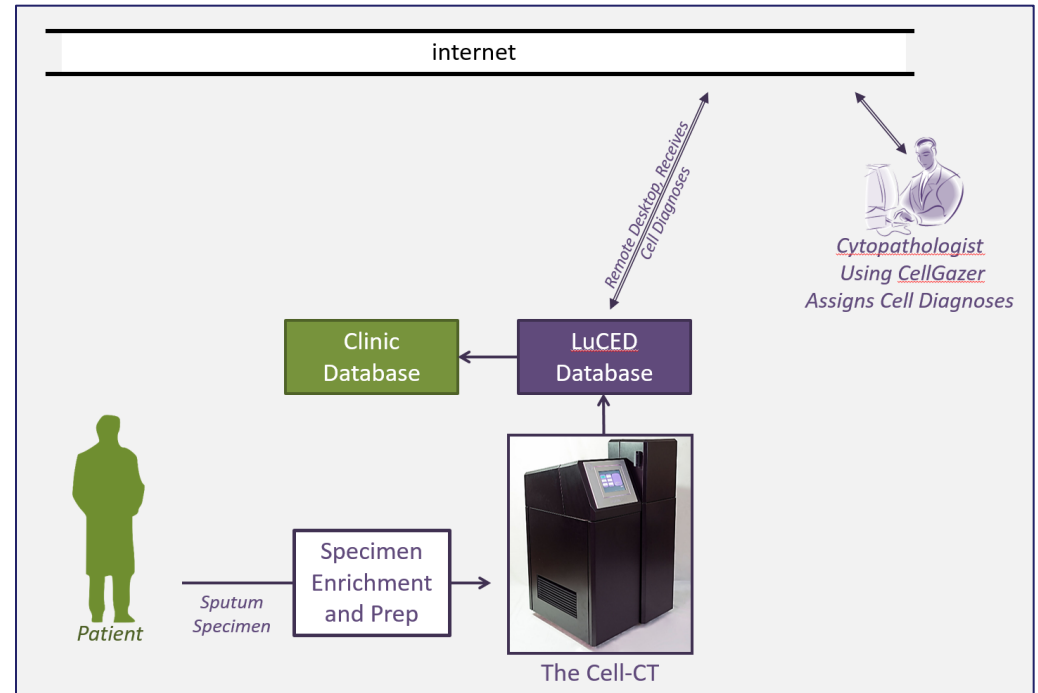 internet
Remote Desktop, Receives
Cell Diagnoses
Cytopathologist
Using CellGazer
Assigns Cell Diagnoses
Clinic
Database
LuCED
Database
Specimen
Enrichment
and Prep
Sputum
Specimen
Patient
The Cell-CT